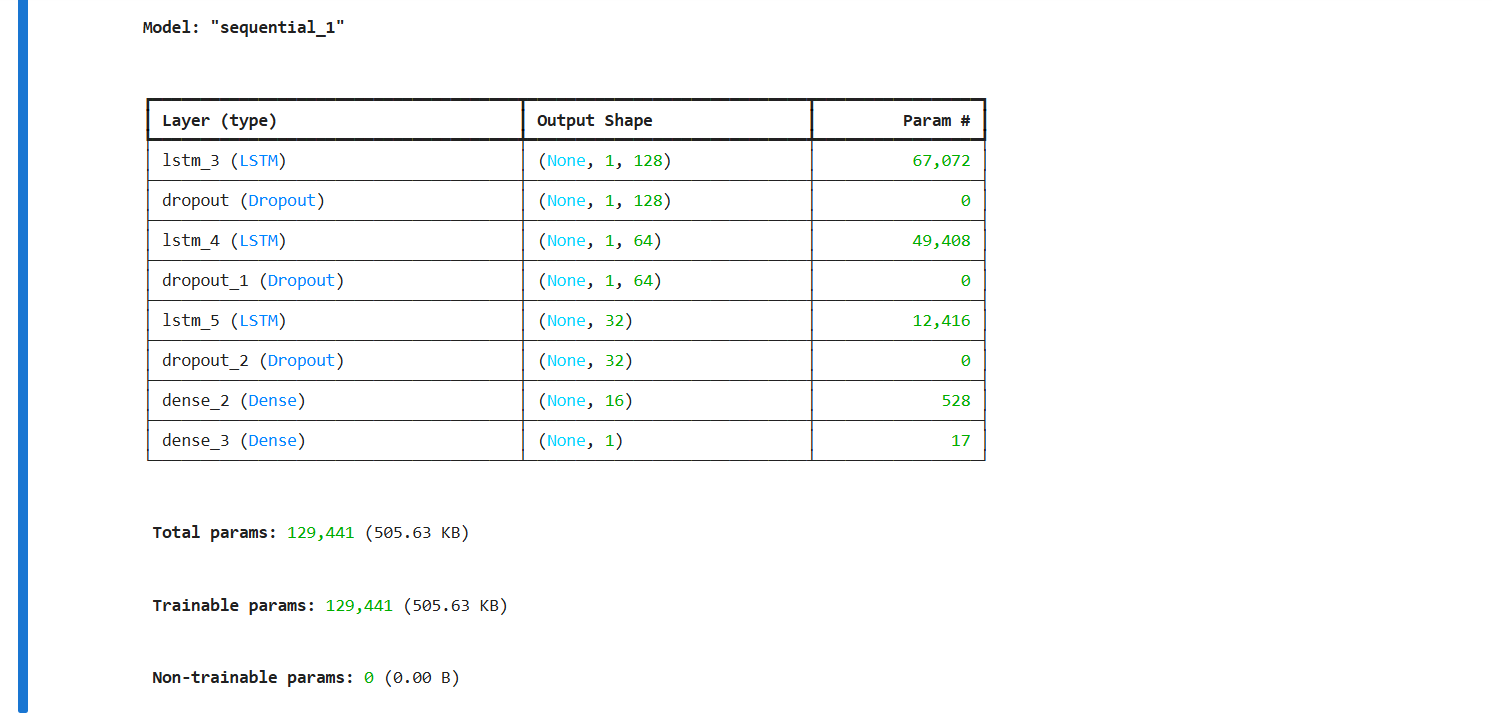 Model: "sequential_1"
Layer (type) Output Shape Param #
lstm_3 (LSTM) (None, 1, 128) 67,072
dropout (Dropout) (None, 1, 128) 0
lstm_4 (LSTM) (None, 1, 64) 49,408
dropout_1 (Dropout) (None, 1, 64) 0
lstm_5 (LSTM) (None, 32) 12,416
dropout_2 (Dropout) (None, 32) 0
dense_2 (Dense) (None, 16) 528
dense_3 (Dense) (None, 1) 17
Total params: 129,441 (505.63 KB)
Trainable params: 129,441 (505.63 KB)
Non-trainable params: 0 (0.00 B)